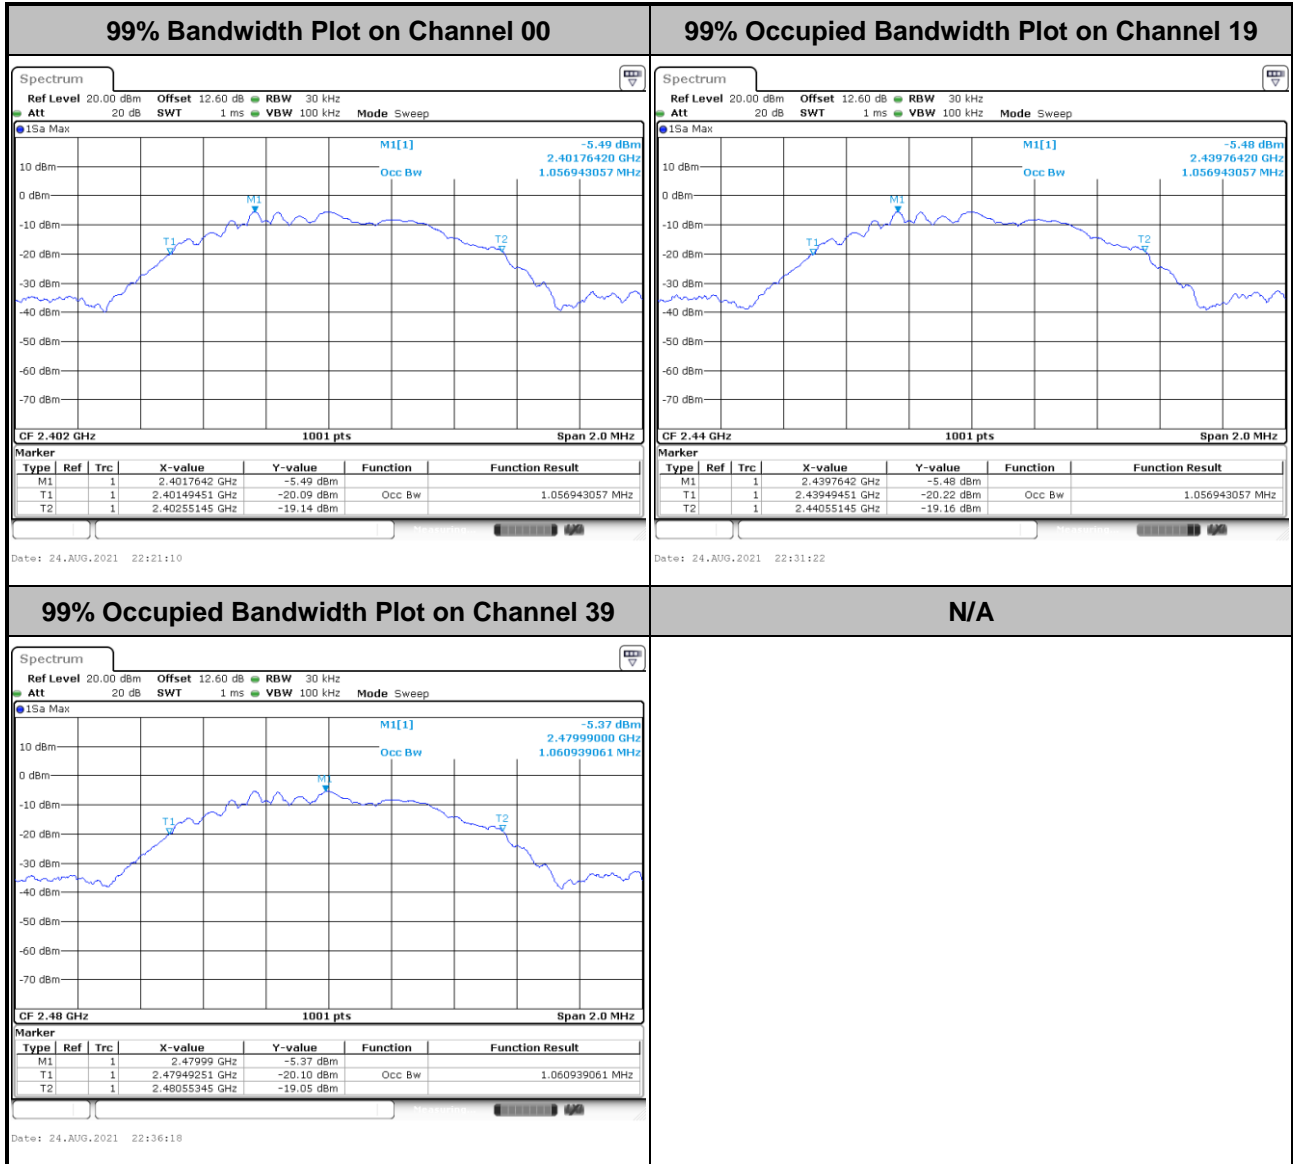 99% Bandwidth Plot on Channel 00
Spectrum
Ref Level 20.00 dBm Offset 12.60 dB RBW 30 kHz
Att 20 dB SWT 1 ms VBW 100 kHz Mode Sweep
1Sa Max
M1[1] -5.49 dBm
2.40176420 GHz
Occ Bw 1.056943057 MHz
10 dBm
0 dBm
M1
-10 dBm
T1
T2
-20 dBm
-30 dBm
-40 dBm
-50 dBm
-60 dBm
-70 dBm
CF 2.402 GHz 1001 pts Span 2.0 MHz
Marker
Type Ref Trc X-value Y-value Function Function Result
M1 1 2.4017642 GHz -5.49 dBm
T1 1 2.40149451 GHz -20.09 dBm Occ Bw 1.056943057 MHz
T2 1 2.40255145 GHz -19.14 dBm
Date: 24.AUG.2021 22:21:10
99% Occupied Bandwidth Plot on Channel 19
Spectrum
Ref Level 20.00 dBm Offset 12.60 dB RBW 30 kHz
Att 20 dB SWT 1 ms VBW 100 kHz Mode Sweep
1Sa Max
M1[1] -5.48 dBm
2.43976420 GHz
Occ Bw 1.056943057 MHz
10 dBm
0 dBm
M1
-10 dBm
T1
T2
-20 dBm
-30 dBm
-40 dBm
-50 dBm
-60 dBm
-70 dBm
CF 2.44 GHz 1001 pts Span 2.0 MHz
Marker
Type Ref Trc X-value Y-value Function Function Result
M1 1 2.4397642 GHz -5.48 dBm
T1 1 2.43949451 GHz -20.22 dBm Occ Bw 1.056943057 MHz
T2 1 2.44055145 GHz -19.16 dBm
Date: 24.AUG.2021 22:31:22
99% Occupied Bandwidth Plot on Channel 39
Spectrum
Ref Level 20.00 dBm Offset 12.60 dB RBW 30 kHz
Att 20 dB SWT 1 ms VBW 100 kHz Mode Sweep
1Sa Max
M1[1] -5.37 dBm
2.47999000 GHz
Occ Bw 1.060939061 MHz
10 dBm
0 dBm
M1
-10 dBm
T1
T2
-20 dBm
-30 dBm
-40 dBm
-50 dBm
-60 dBm
-70 dBm
CF 2.48 GHz 1001 pts Span 2.0 MHz
Marker
Type Ref Trc X-value Y-value Function Function Result
M1 1 2.47999 GHz -5.37 dBm
T1 1 2.47949251 GHz -20.10 dBm Occ Bw 1.060939061 MHz
T2 1 2.48055345 GHz -19.05 dBm
Measuring...
Date: 24.AUG.2021 22:36:18
N/A